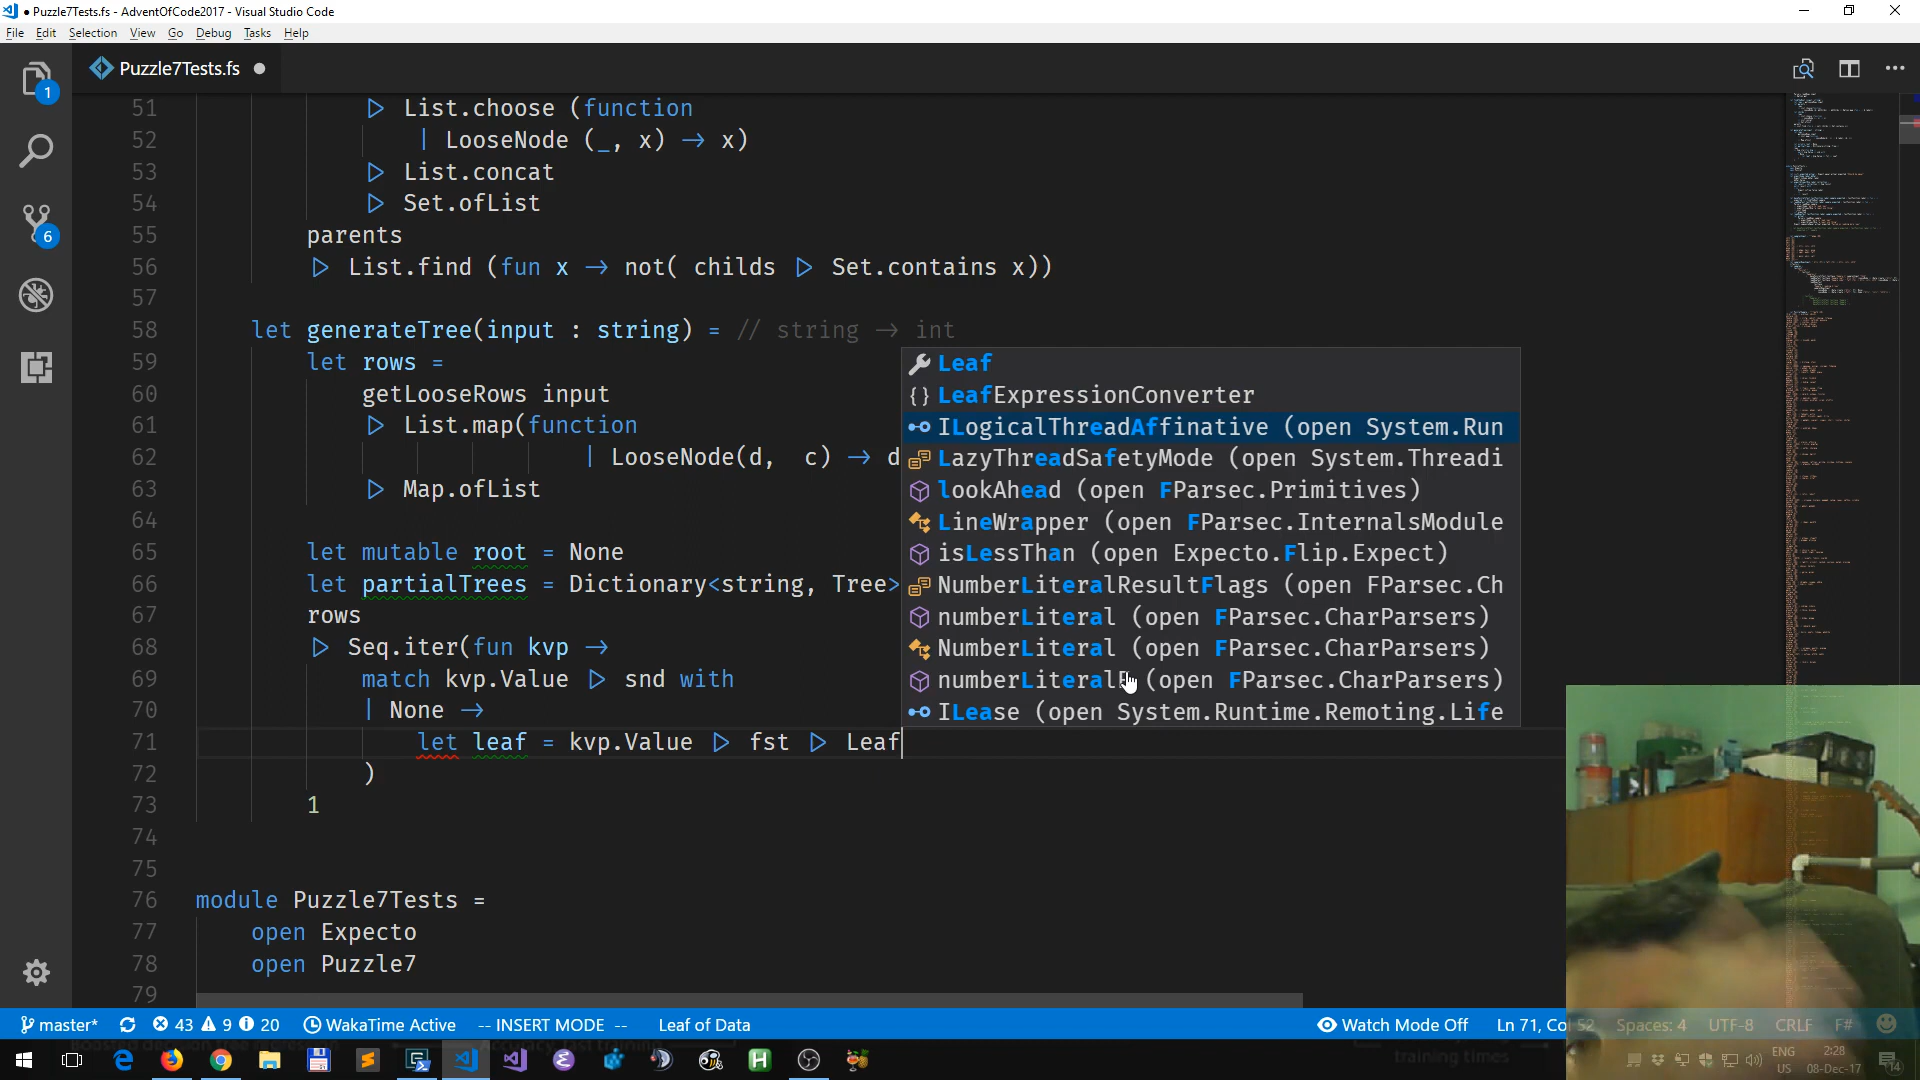 ● Puzzle7Tests.fs - AdventOfCode2017 - Visual Studio Code
File Edit Selection View Go Debug Tasks Help
1
Puzzle7Tests.fs ●
51 ▷ List.choose (function
52 | LooseNode (_, x) → x)
53 ▷ List.concat
54 ▷ Set.ofList
55 parents
56 ▷ List.find (fun x → not( childs ▷ Set.contains x))
57
58 let generateTree(input : string) = // string → int
59 let rows =
60 getLooseRows input
61 ▷ List.map(function
62 | LooseNode(d, c) → d
63 ▷ Map.ofList
64
65 let mutable root = None
66 let partialTrees = Dictionary<string, Tree>
67 rows
68 ▷ Seq.iter(fun kvp →
69 match kvp.Value ▷ snd with
70 | None →
71 let leaf = kvp.Value ▷ fst ▷ Leaf
72 )
73 1
74
75
76 module Puzzle7Tests =
77 open Expecto
78 open Puzzle7
79
Leaf
{} LeafExpressionConverter
ILogicalThreadAffinative (open System.Run
LazyThreadSafetyMode (open System.Threadi
lookAhead (open FParsec.Primitives)
LineWrapper (open FParsec.InternalsModule
isLessThan (open Expecto.Flip.Expect)
NumberLiteralResultFlags (open FParsec.Ch
numberLiteral (open FParsec.CharParsers)
NumberLiteral (open FParsec.CharParsers)
numberLiteralE (open FParsec.CharParsers)
ILease (open System.Runtime.Remoting.Life
6
master* 43 9 20 WakaTime Active -- INSERT MODE -- Leaf of Data Watch Mode Off Ln 71, Col 52 Spaces: 4 UTF-8 CRLF F#
training times
ENG
US
2:28
08-Dec-17
14